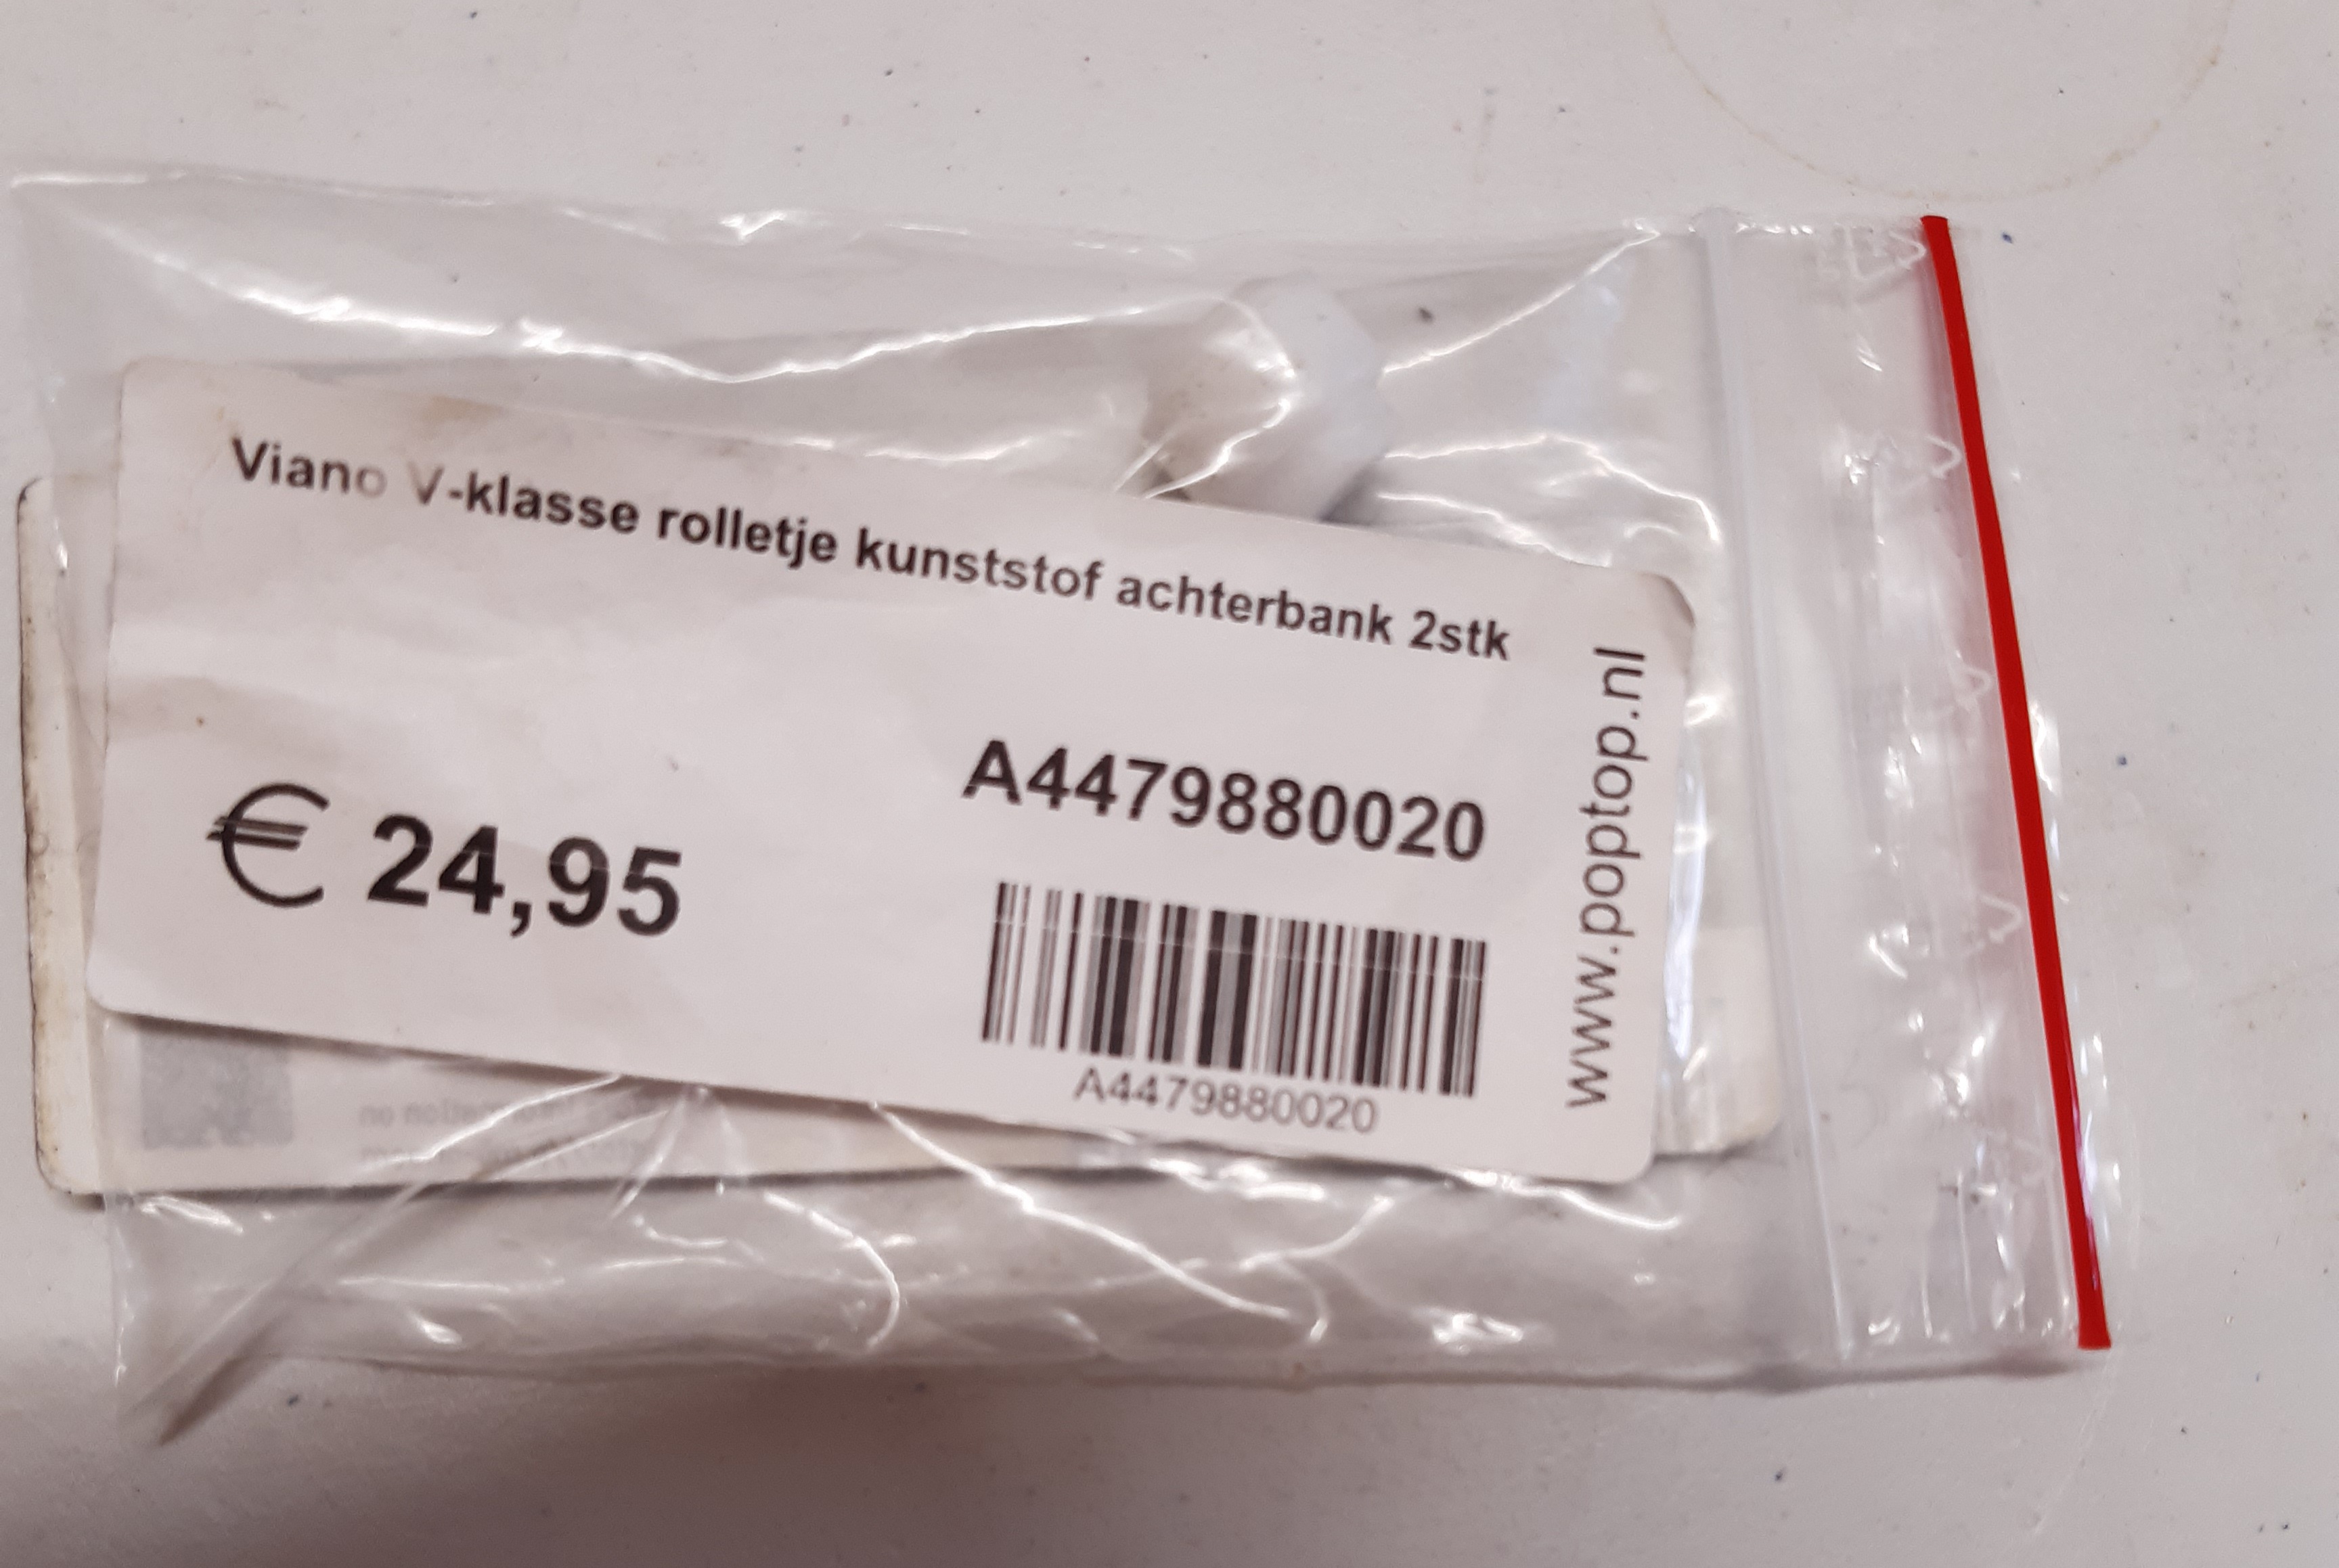 Viano V-klasse rolletje kunststof achterbank 2stk
A4479880020
€ 24,95
A4479880020
www.poptop.nl